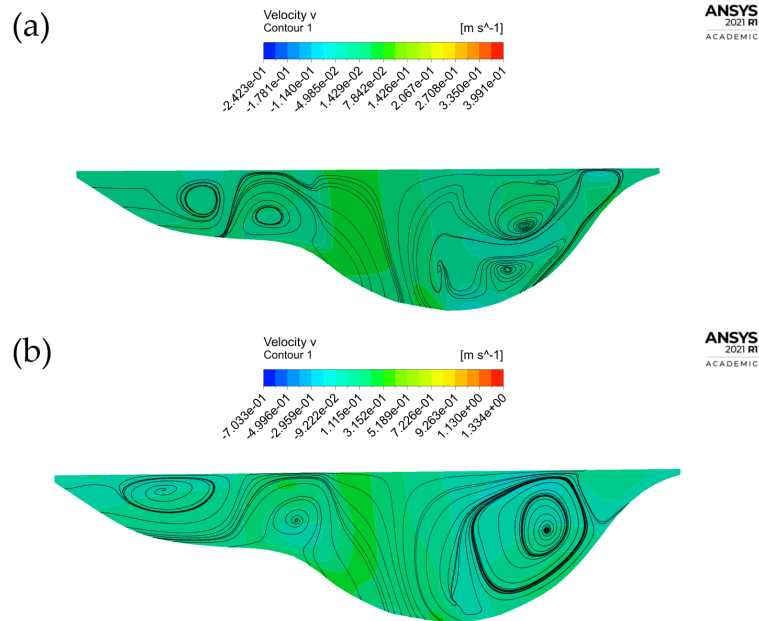 (a)
Velocity v
Contour 1
[m s^-1]
ANSYS
2021 R1
ACADEMIC
-2.423e-01
-1.781e-01
-1.140e-01
-4.985e-02
1.429e-02
7.842e-02
1.426e-01
2.067e-01
2.708e-01
3.350e-01
3.991e-01
(b)
Velocity v
Contour 1
[m s^-1]
ANSYS
2021 R1
ACADEMIC
-7.033e-01
-4.996e-01
-2.959e-01
-9.222e-02
1.115e-01
3.152e-01
5.189e-01
7.226e-01
9.263e-01
1.130e+00
1.334e+00